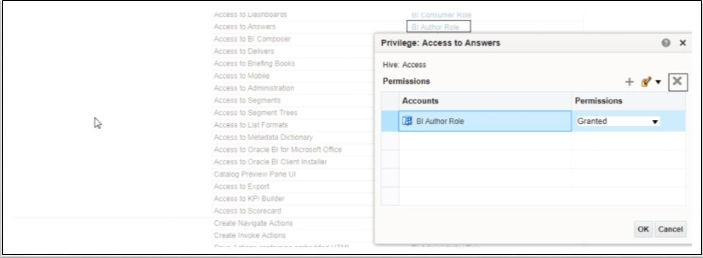 Access to Dashboards BI Consumer Role
Access to Answers BI Author Role
Access to BI Composer
Access to Delivers
Access to Briefing Books
Access to Mobile
Access to Administration
Access to Segments
Access to Segment Trees
Access to List Formats
Access to Metadata Dictionary
Access to Oracle BI for Microsoft Office
Access to Oracle BI Client Installer
Catalog Preview Pane UI
Access to Export
Access to KPI Builder
Access to Scorecard
Create Navigate Actions
Create Invoke Actions
Privilege: Access to Answers
Hive: Access
Permissions
Accounts Permissions
BI Author Role Granted
OK Cancel